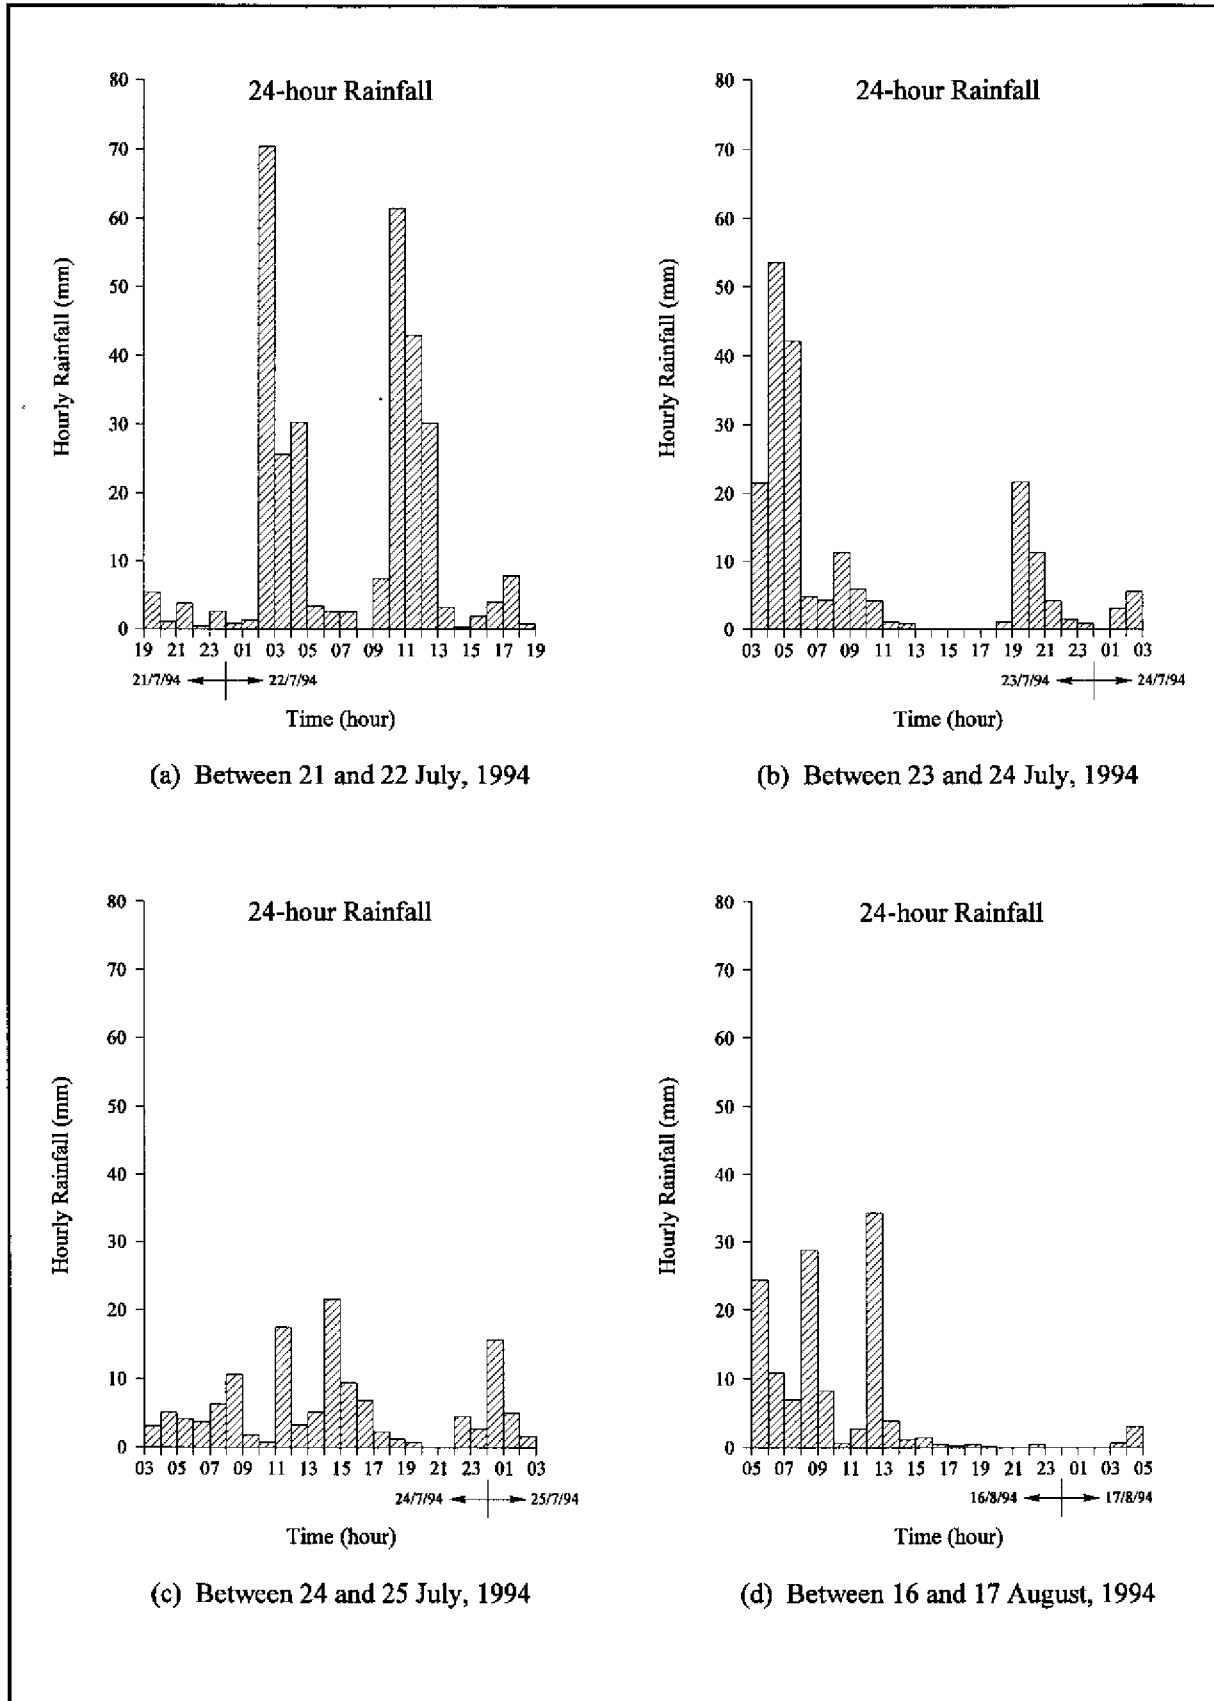 24-hour Rainfall
80
70
60
50
40
30
20
10
0
Hourly Rainfall (mm)
19 21 23 01 03 05 07 09 11 13 15 17 19
21/7/94 22/7/94
Time (hour)
(a) Between 21 and 22 July, 1994
24-hour Rainfall
80
70
60
50
40
30
20
10
0
Hourly Rainfall (mm)
03 05 07 09 11 13 15 17 19 21 23 01 03
23/7/94 24/7/94
Time (hour)
(b) Between 23 and 24 July, 1994
24-hour Rainfall
80
70
60
50
40
30
20
10
0
Hourly Rainfall (mm)
03 05 07 09 11 13 15 17 19 21 23 01 03
24/7/94 25/7/94
Time (hour)
(c) Between 24 and 25 July, 1994
24-hour Rainfall
80
70
60
50
40
30
20
10
0
Hourly Rainfall (mm)
05 07 09 11 13 15 17 19 21 23 01 03 05
16/8/94 17/8/94
Time (hour)
(d) Between 16 and 17 August, 1994